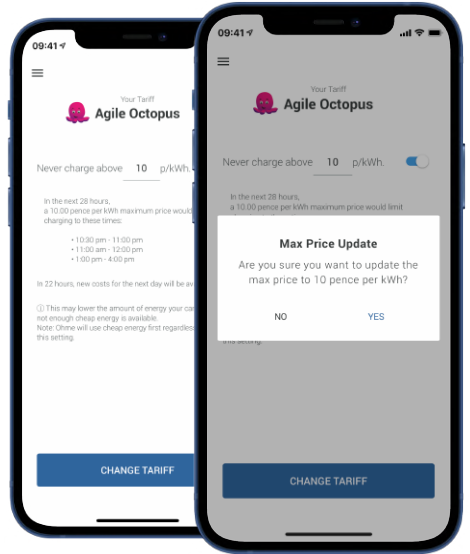 09:41
Your Tariff
Agile Octopus
Never charge above 10 p/kWh.
In the next 28 hours,
a 10.00 pence per kWh maximum price would
charging to these times:
• 10:30 pm - 11:00 pm
• 11:00 am - 12:00 pm
• 1:00 pm - 4:00 pm
In 22 hours, new costs for the next day will be av
ⓘ This may lower the amount of energy your car
not enough cheap energy is available.
Note: Ohme will use cheap energy first regardless
this setting.
CHANGE TARIFF
09:41
Your Tariff
Agile Octopus
Never charge above 10 p/kWh.
In the next 28 hours,
a 10.00 pence per kWh maximum price would limit
Max Price Update
Are you sure you want to update the
max price to 10 pence per kWh?
NO YES
this setting.
CHANGE TARIFF